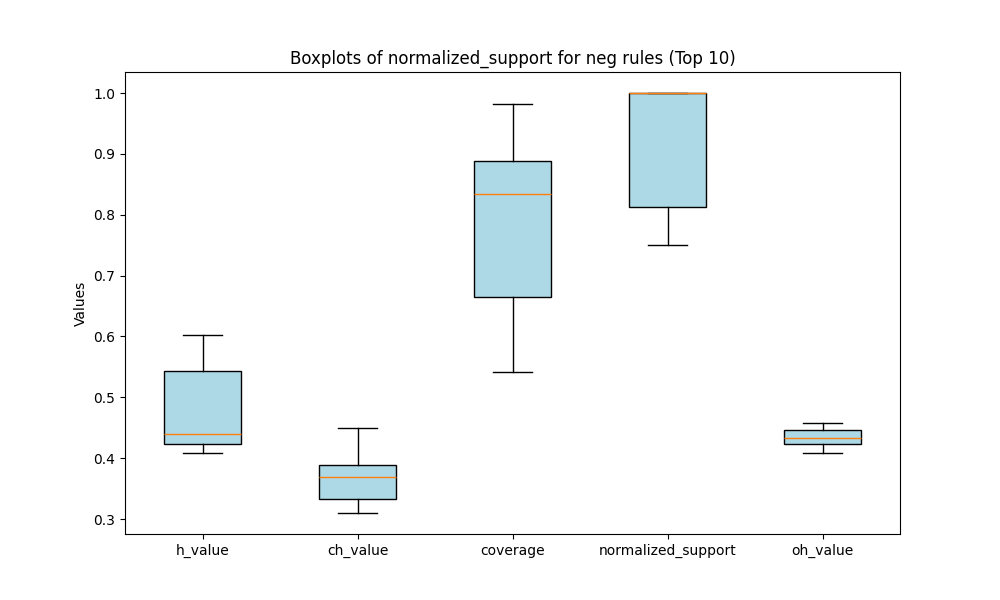 Boxplots of normalized_support for neg rules (Top 10)
1.0
0.9
0.8
0.7
0.6
0.5
0.4
0.3
Values
h_value
ch_value
coverage
normalized_support
oh_value